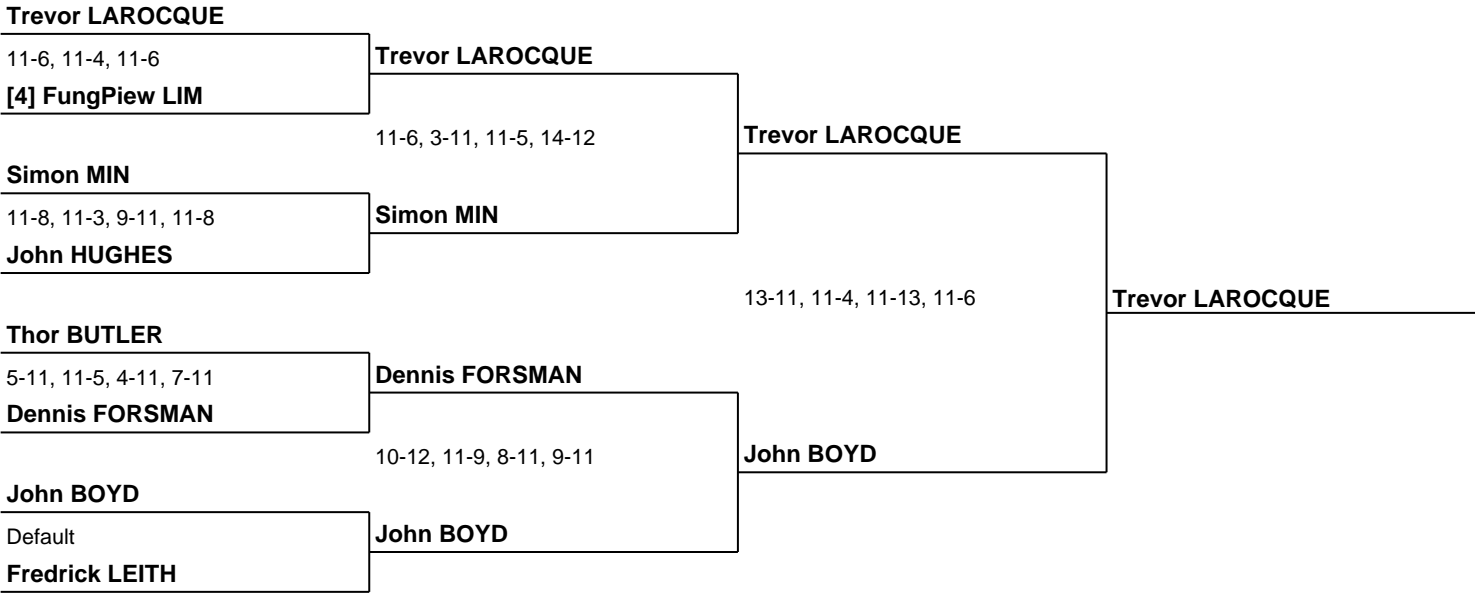 Trevor LAROCQUE
11-6, 11-4, 11-6
Trevor LAROCQUE
[4] FungPiew LIM
11-6, 3-11, 11-5, 14-12
Trevor LAROCQUE
Simon MIN
11-8, 11-3, 9-11, 11-8
Simon MIN
John HUGHES
13-11, 11-4, 11-13, 11-6
Trevor LAROCQUE
Thor BUTLER
5-11, 11-5, 4-11, 7-11
Dennis FORSMAN
Dennis FORSMAN
10-12, 11-9, 8-11, 9-11
John BOYD
John BOYD
Default
John BOYD
Fredrick LEITH